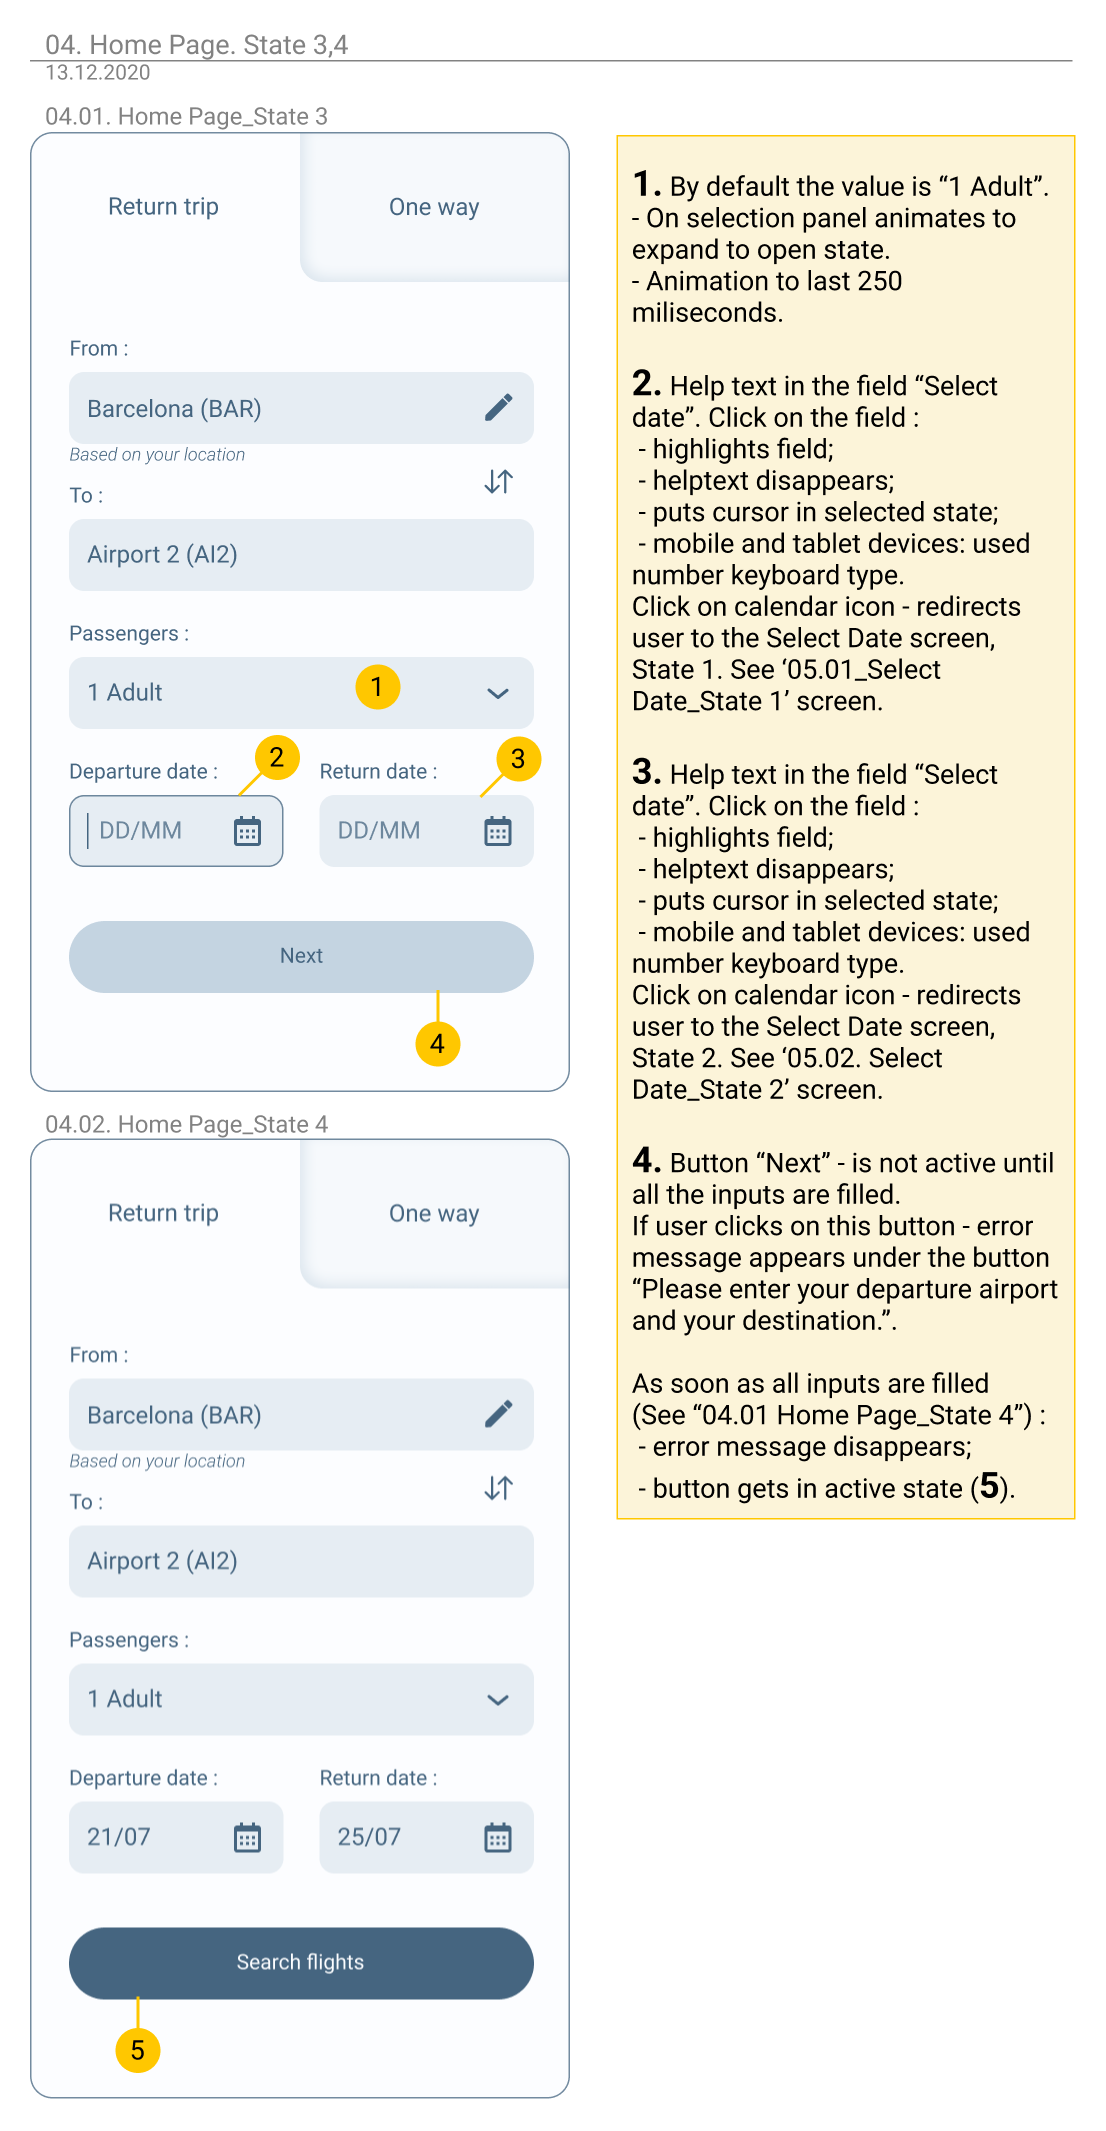 04. Home Page. State 3,4
13.12.2020
04.01. Home Page_State 3
Return trip
One way
From :
Barcelona (BAR)
Based on your location
To :
Airport 2 (AI2)
Passengers :
1 Adult
1
Departure date :
2
Return date :
3
DD/MM
DD/MM
Next
4
04.02. Home Page_State 4
Return trip
One way
From :
Barcelona (BAR)
Based on your location
To :
Airport 2 (AI2)
Passengers :
1 Adult
Departure date :
Return date :
21/07
25/07
Search flights
5
1. By default the value is “1 Adult”.
- On selection panel animates to
expand to open state.
- Animation to last 250
miliseconds.
2. Help text in the field “Select
date”. Click on the field :
- highlights field;
- helptext disappears;
- puts cursor in selected state;
- mobile and tablet devices: used
number keyboard type.
Click on calendar icon - redirects
user to the Select Date screen,
State 1. See ‘05.01_Select
Date_State 1’ screen.
3. Help text in the field “Select
date”. Click on the field :
- highlights field;
- helptext disappears;
- puts cursor in selected state;
- mobile and tablet devices: used
number keyboard type.
Click on calendar icon - redirects
user to the Select Date screen,
State 2. See ‘05.02. Select
Date_State 2’ screen.
4. Button “Next” - is not active until
all the inputs are filled.
If user clicks on this button - error
message appears under the button
“Please enter your departure airport
and your destination.”.
As soon as all inputs are filled
(See “04.01 Home Page_State 4”) :
- error message disappears;
- button gets in active state (5).